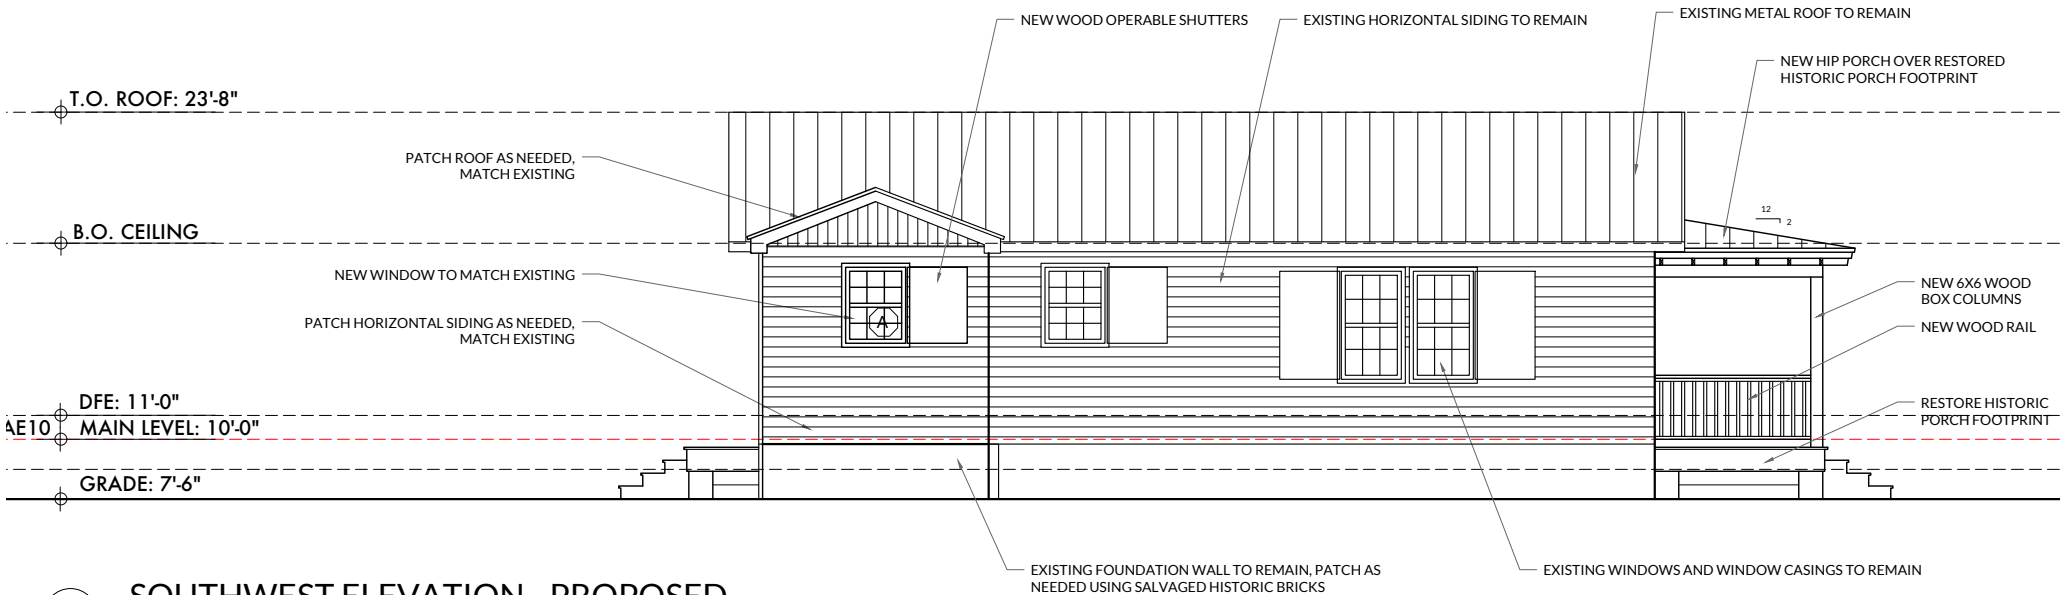 NEW WOOD OPERABLE SHUTTERS
EXISTING HORIZONTAL SIDING TO REMAIN
EXISTING METAL ROOF TO REMAIN
NEW HIP PORCH OVER RESTORED
HISTORIC PORCH FOOTPRINT
T.O. ROOF: 23'-8"
PATCH ROOF AS NEEDED,
MATCH EXISTING
12
2
B.O. CEILING
NEW WINDOW TO MATCH EXISTING
A
PATCH HORIZONTAL SIDING AS NEEDED,
MATCH EXISTING
NEW 6X6 WOOD
BOX COLUMNS
NEW WOOD RAIL
DFE: 11'-0"
AE10
MAIN LEVEL: 10'-0"
RESTORE HISTORIC
PORCH FOOTPRINT
GRADE: 7'-6"
EXISTING FOUNDATION WALL TO REMAIN, PATCH AS
NEEDED USING SALVAGED HISTORIC BRICKS
EXISTING WINDOWS AND WINDOW CASINGS TO REMAIN
SOUTHWEST ELEVATION - PROPOSED